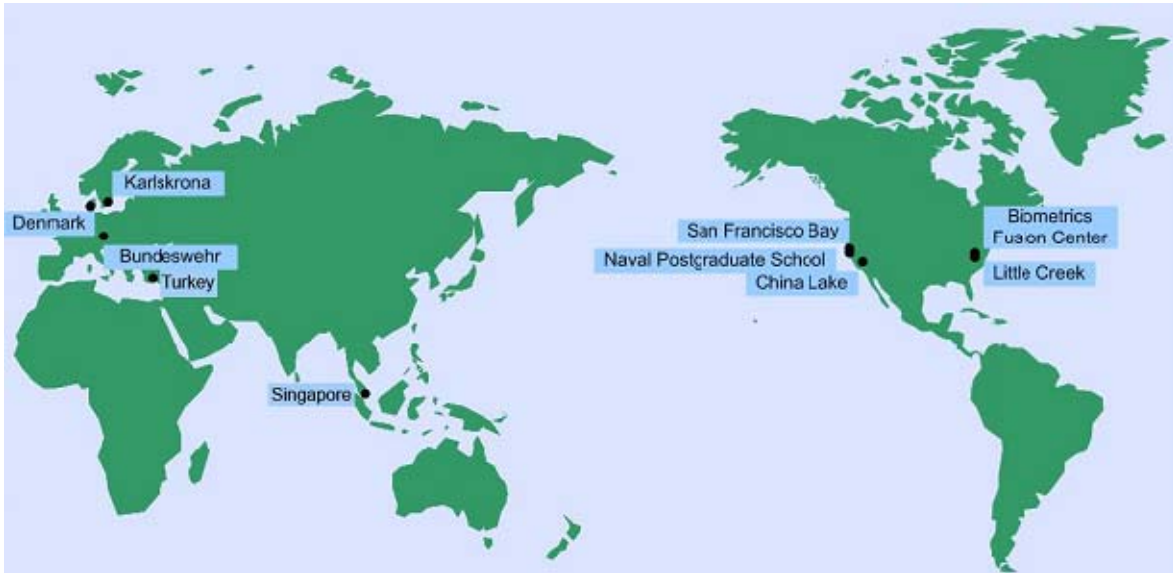 Karlskrona
Denmark
Bundeswehr
Turkey
Singapore
San Francisco Bay
Naval Postgraduate School
China Lake
Biometrics
Fusion Center
Little Creek